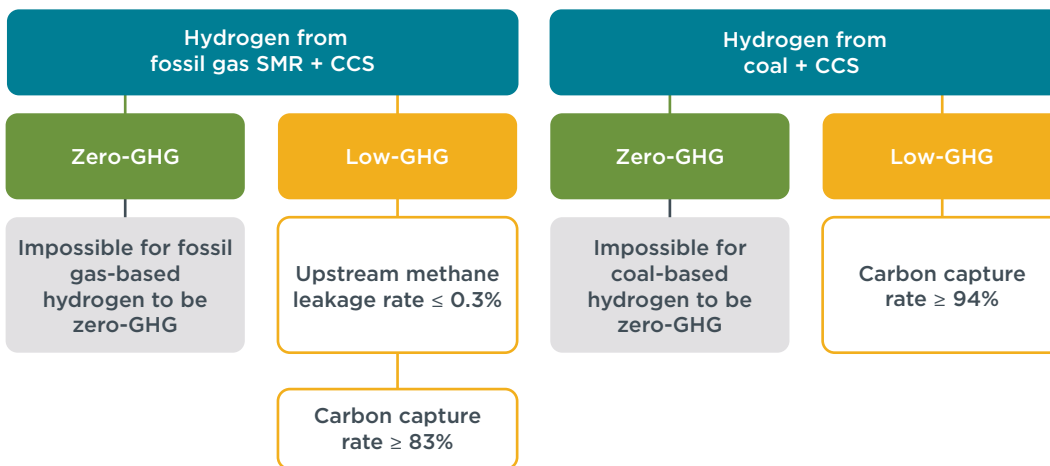 Hydrogen from
fossil gas SMR + CCS
Zero-GHG
Impossible for fossil
gas-based
hydrogen to be
zero-GHG
Low-GHG
Upstream methane
leakage rate ≤ 0.3%
Carbon capture
rate ≥ 83%
Hydrogen from
coal + CCS
Zero-GHG
Impossible for
coal-based
hydrogen to be
zero-GHG
Low-GHG
Carbon capture
rate ≥ 94%